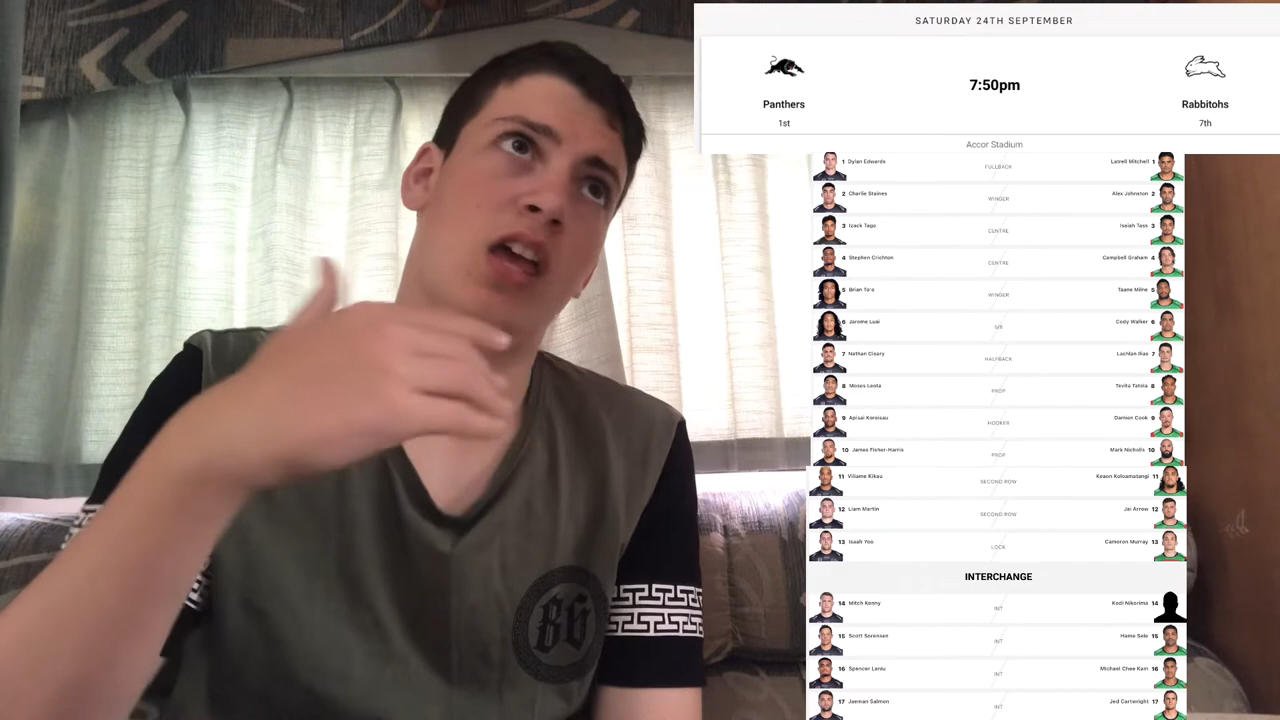 SATURDAY 24TH SEPTEMBER
7:50pm
Panthers
Rabbitohs
1st
7th
Accor Stadium
1 Dylan Edwards FULLBACK Latrell Mitchell 1
2 Charlie Staines WINGER Alex Johnston 2
3 Izack Tago CENTRE Isaiah Tass 3
4 Stephen Crichton CENTRE Campbell Graham 4
5 Brian To'o WINGER Taane Milne 5
6 Jarome Luai 5/8 Cody Walker 6
7 Nathan Cleary HALFBACK Lachlan Ilias 7
8 Moses Leota PROP Tevita Tatola 8
9 Apisai Koroisau HOOKER Damien Cook 9
10 James Fisher-Harris PROP Mark Nicholls 10
11 Viliame Kikau SECOND ROW Keaon Koloamatangi 11
12 Liam Martin SECOND ROW Jai Arrow 12
13 Isaah Yeo LOCK Cameron Murray 13
INTERCHANGE
14 Mitch Kenny INT Kodi Nikorima 14
15 Scott Sorensen INT Hame Sele 15
16 Spencer Leniu INT Michael Chee Kam 16
17 Jaeman Salmon INT Jed Cartwright 17